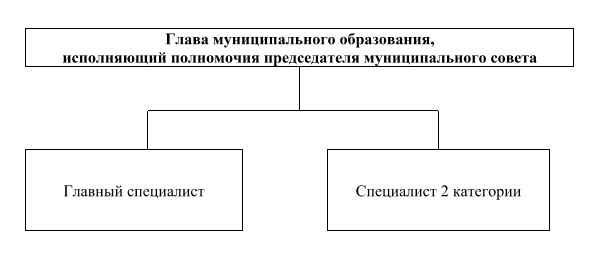 Глава муниципального образования,
исполняющий полномочия председателя муниципального совета
Главный специалист
Специалист 2 категории